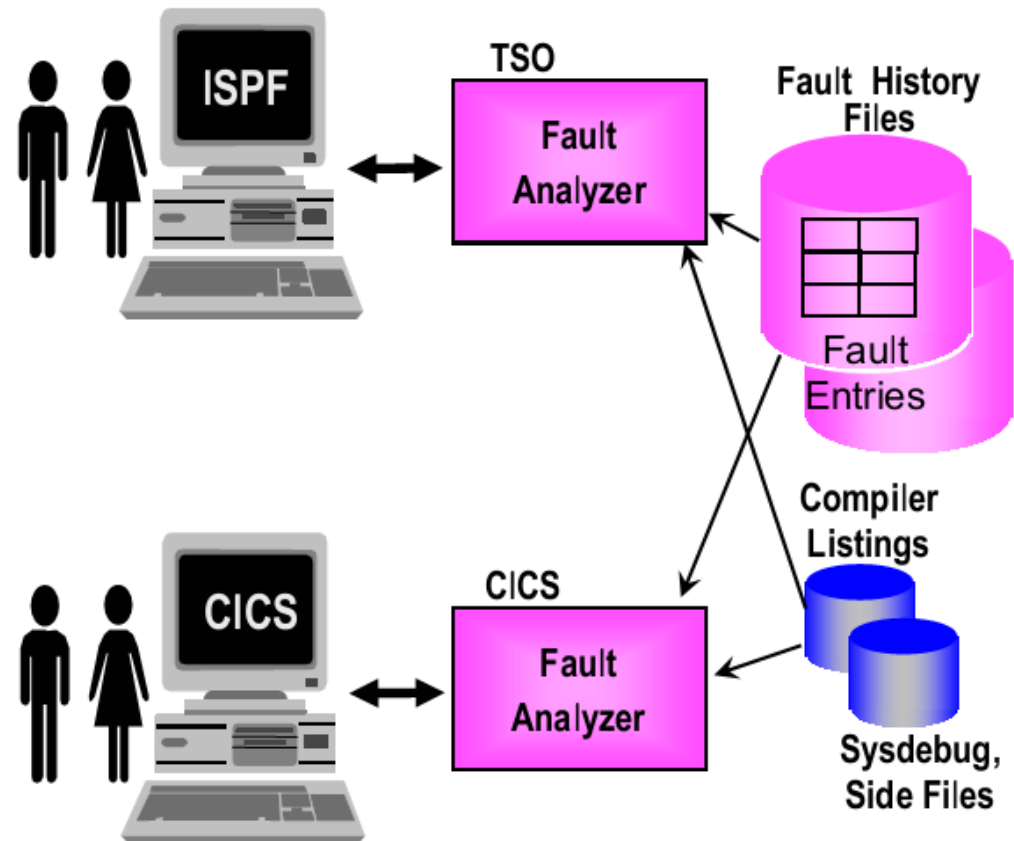 ISPF
TSO
Fault
Analyzer
Fault History
Files
Fault
Entries
Compiler
Listings
CICS
CICS
Fault
Analyzer
Sysdebug,
Side Files